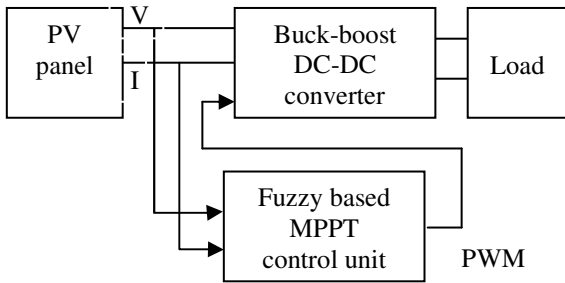 PV
panel
V
I
Buck-boost
DC-DC
converter
Load
Fuzzy based
MPPT
control unit
PWM